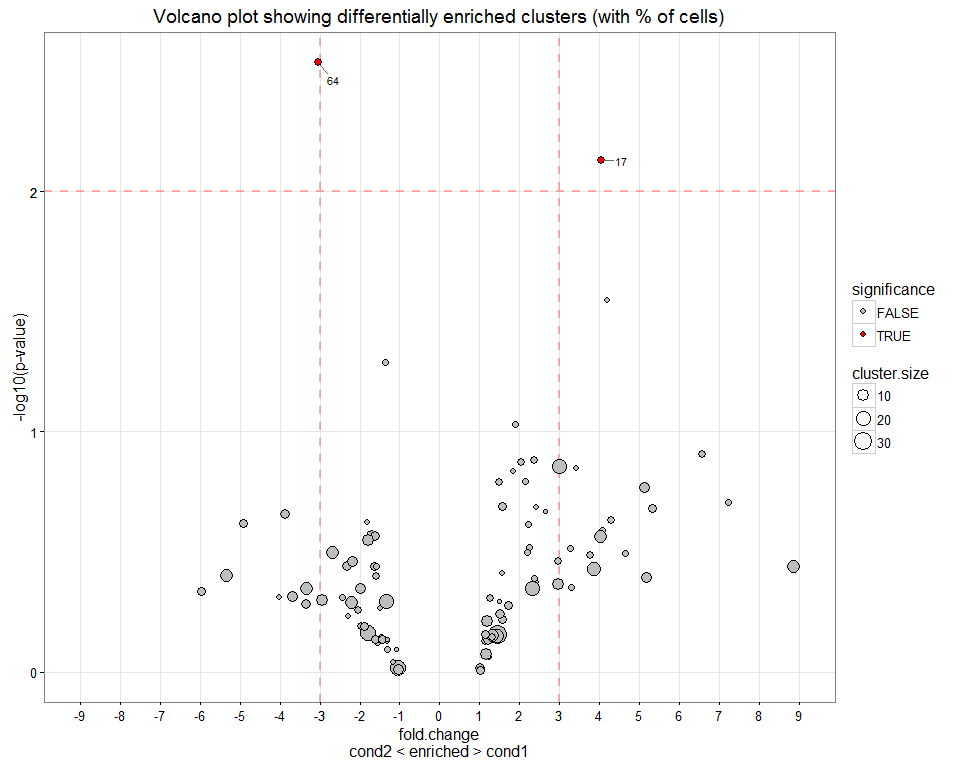 Volcano plot showing differentially enriched clusters (with % of cells)
64
17
2
1
0
-log10(p-value)
-9 -8 -7 -6 -5 -4 -3 -2 -1 0 1 2 3 4 5 6 7 8 9
fold.change
cond2 < enriched > cond1
significance
FALSE
TRUE
cluster.size
10
20
30